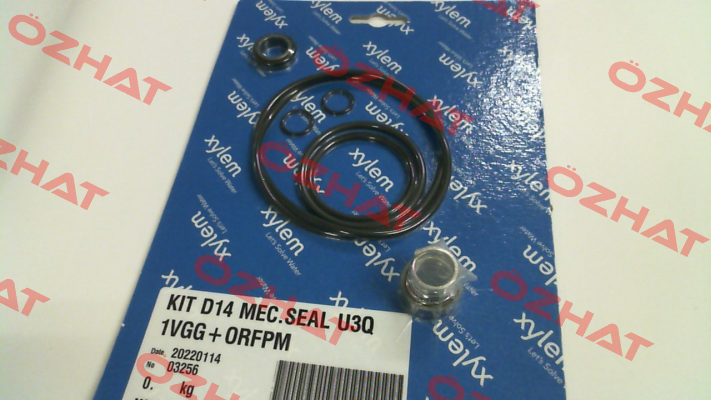 xylem
Let's Solve Water
ÖZHAT
KIT D14 MEC.SEAL U3Q
1VGG+ORFPM
Date. 20220114
No 03256
0. kg